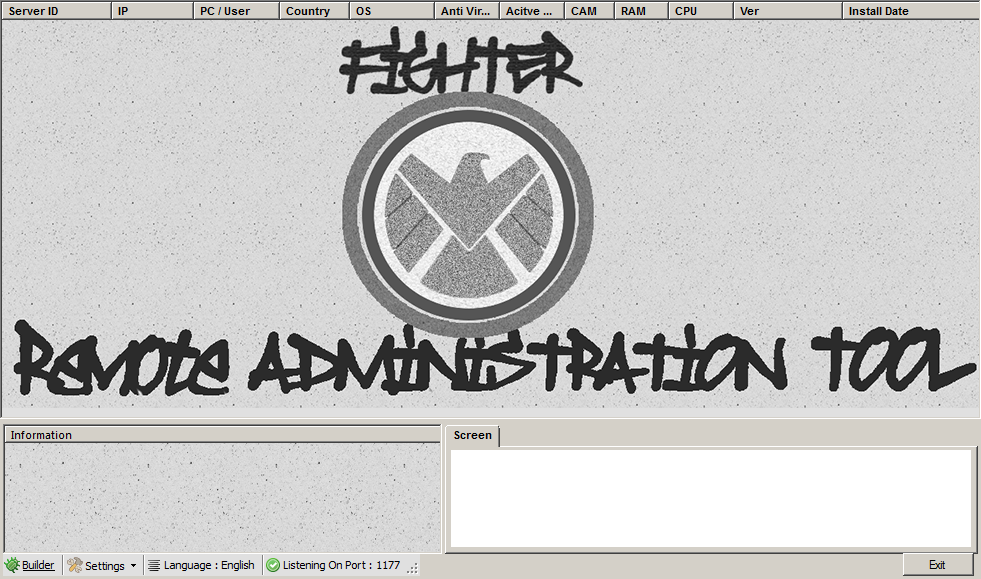 Server ID IP PC / User Country OS Anti Vir... Acitve ... CAM RAM CPU Ver Install Date
FIGHTER
REMOTE ADMINISTRATION TOOL
Information
Screen
Builder Settings Language : English Listening On Port : 1177 Exit